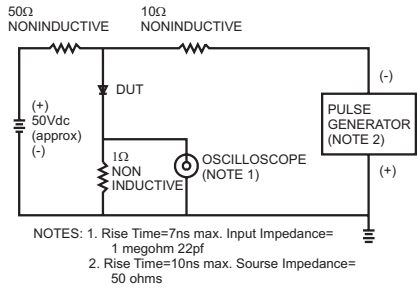 50Ω
NONINDUCTIVE
10Ω
NONINDUCTIVE
DUT
(+)
50Vdc
(approx)
(-)
1Ω
NON
INDUCTIVE
OSCILLOSCOPE
(NOTE 1)
(-)
PULSE
GENERATOR
(NOTE 2)
(+)
NOTES: 1. Rise Time=7ns max. Input Impedance=
1 megohm 22pf
2. Rise Time=10ns max. Sourse Impedance=
50 ohms